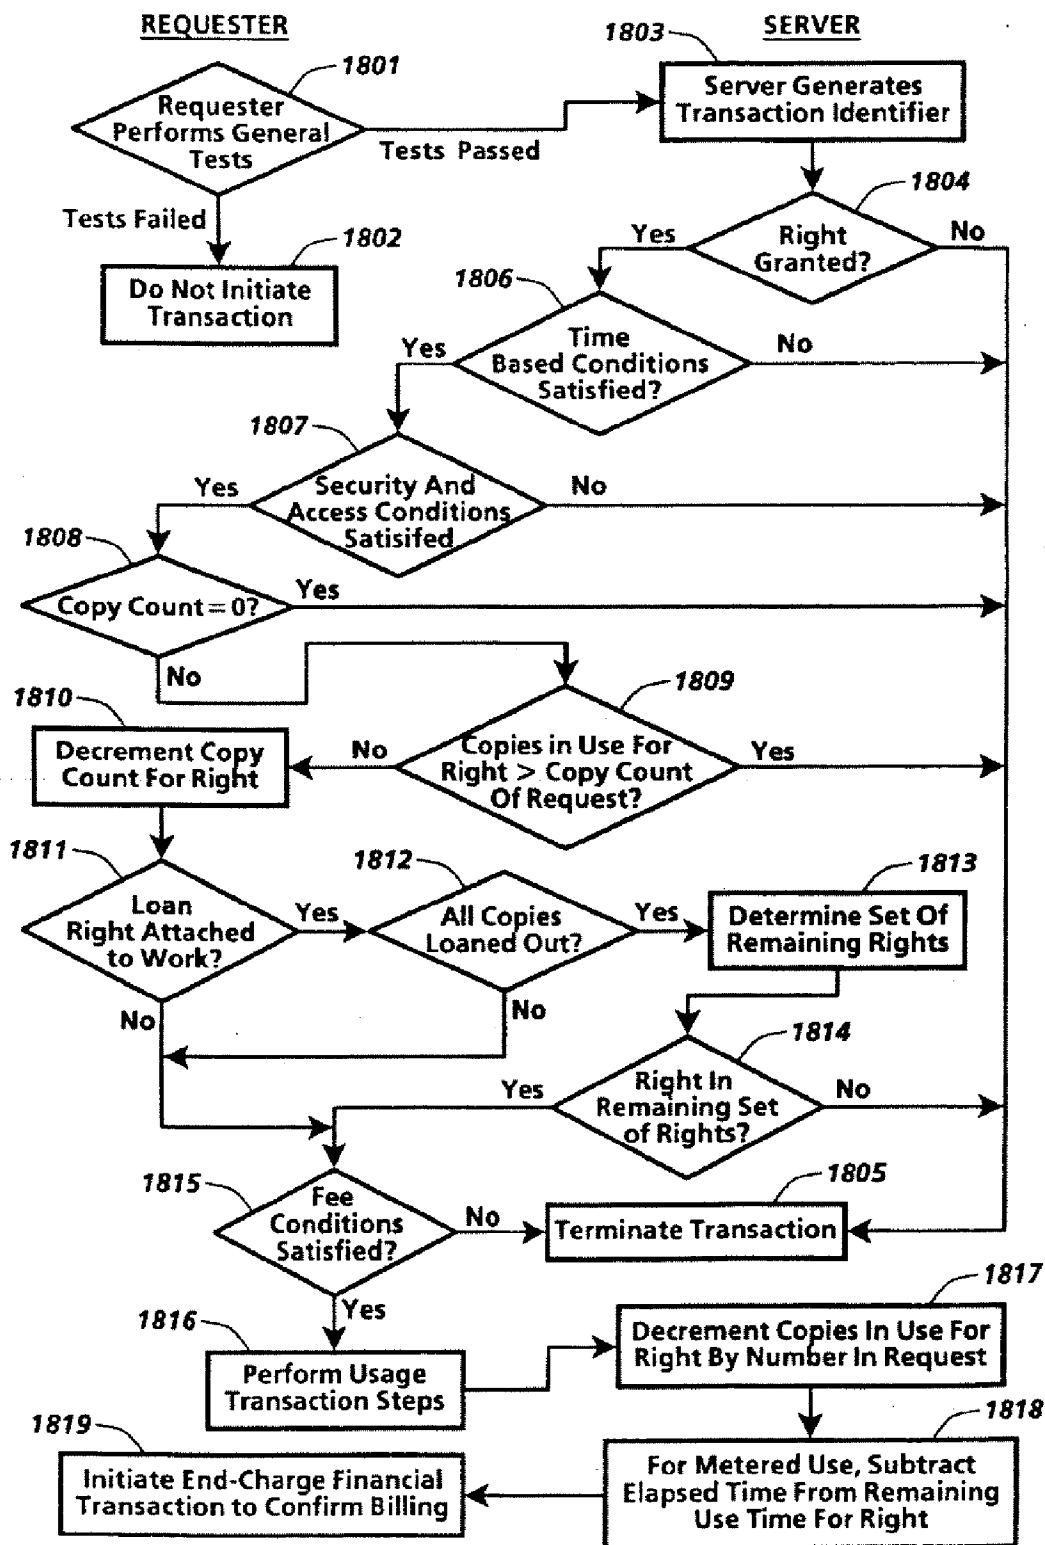 REQUESTER
SERVER
1801
1803
Requester
Performs General
Tests
Server Generates
Transaction Identifier
Tests Passed
Tests Failed
1802
1804
Do Not Initiate
Transaction
Yes
Right
Granted?
No
1806
Yes
Time
Based Conditions
Satisfied?
No
1807
Yes
Security And
Access Conditions
Satisifed
No
1808
Copy Count = 0?
Yes
No
1810
1809
Decrement Copy
Count For Right
No
Copies in Use For
Right > Copy Count
Of Request?
Yes
1811
1812
1813
Loan
Right Attached
to Work?
Yes
All Copies
Loaned Out?
Yes
Determine Set Of
Remaining Rights
No
No
1814
Yes
Right In
Remaining Set
of Rights?
No
1815
1805
Fee
Conditions
Satisfied?
No
Terminate Transaction
Yes
1816
1817
Perform Usage
Transaction Steps
Decrement Copies In Use For
Right By Number In Request
1819
1818
Initiate End-Charge Financial
Transaction to Confirm Billing
For Metered Use, Subtract
Elapsed Time From Remaining
Use Time For Right